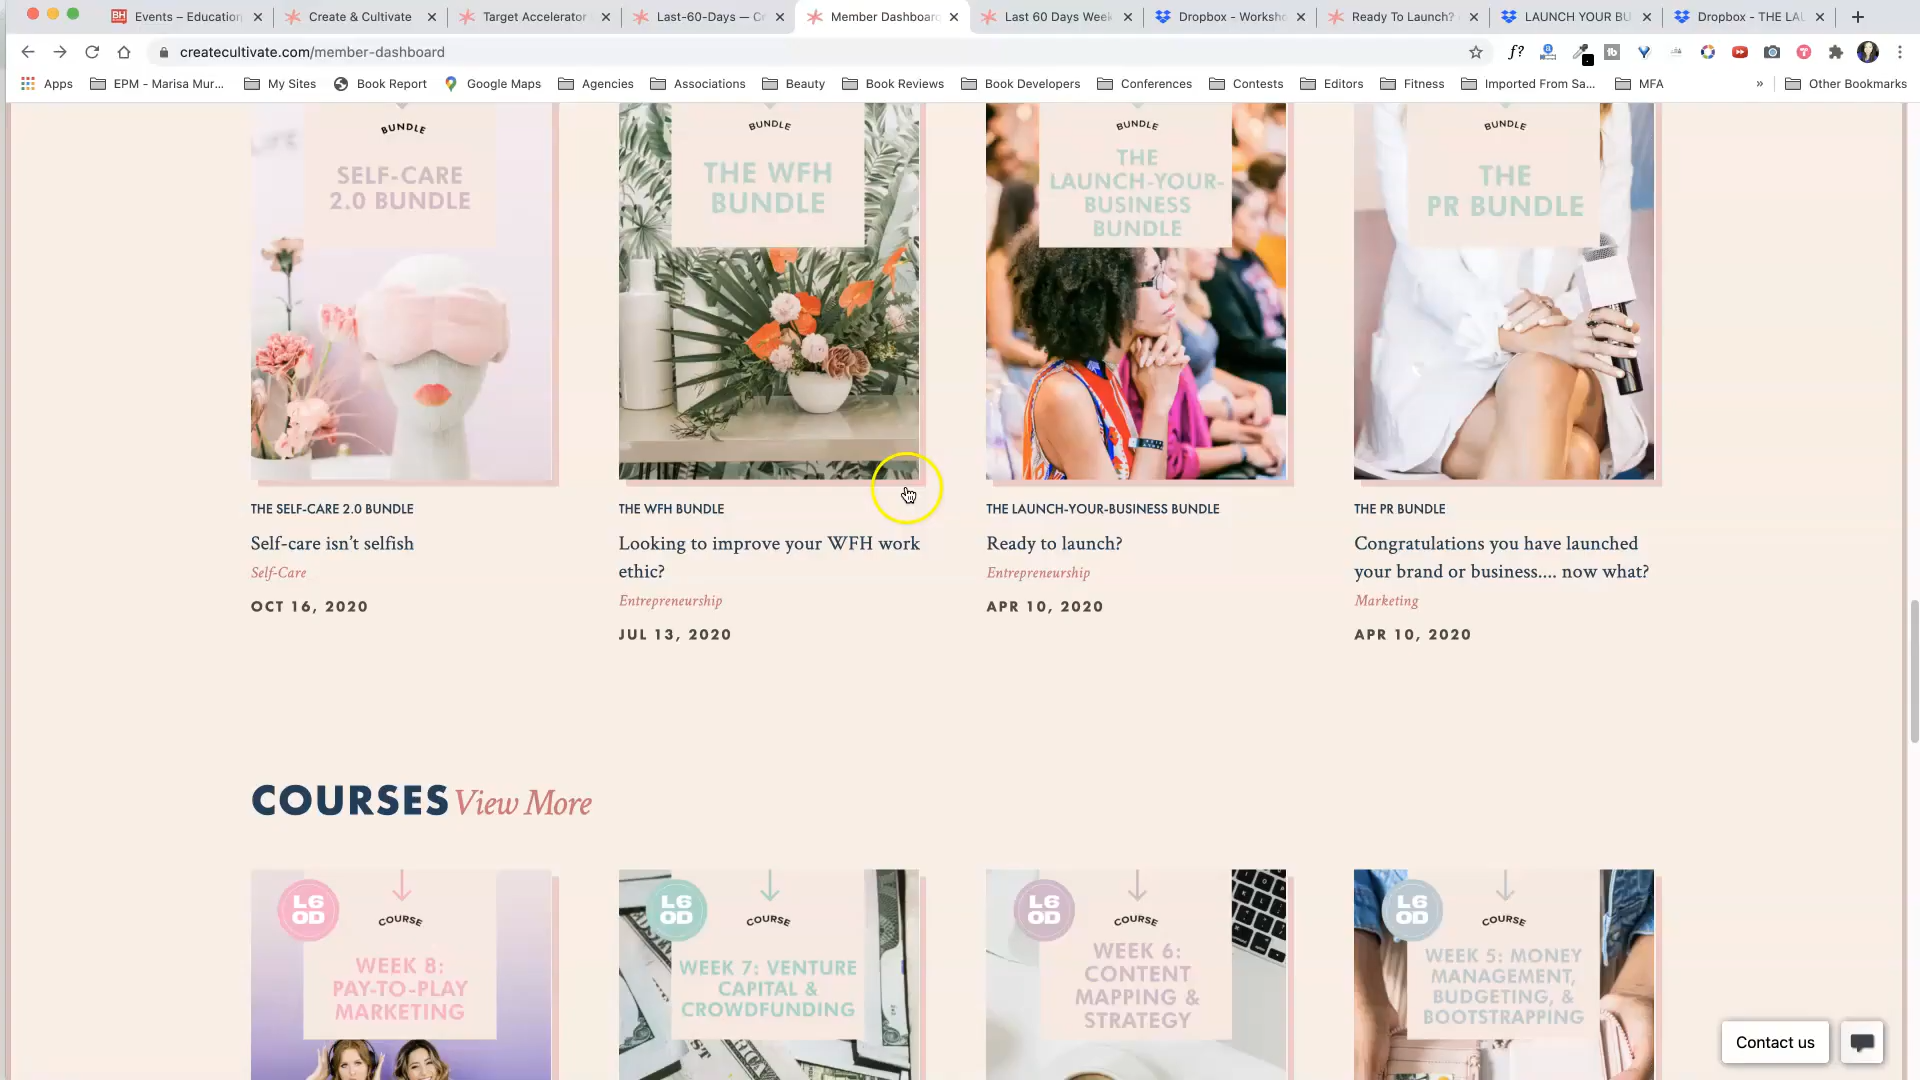 Events – Education
Create & Cultivate
Target Accelerator
Last-60-Days — C
Member Dashboard
Last 60 Days Week
Dropbox - Worksho
Ready To Launch?
LAUNCH YOUR BU
Dropbox - THE LAU
createcultivate.com/member-dashboard
Apps
EPM - Marisa Mur...
My Sites
Book Report
Google Maps
Agencies
Associations
Beauty
Book Reviews
Book Developers
Conferences
Contests
Editors
Fitness
Imported From Sa...
MFA
»
Other Bookmarks
BUNDLE
SELF-CARE
2.0 BUNDLE
BUNDLE
THE WFH
BUNDLE
BUNDLE
THE
LAUNCH-YOUR-
BUSINESS
BUNDLE
BUNDLE
THE
PR BUNDLE
THE SELF-CARE 2.0 BUNDLE
Self-care isn't selfish
Self-Care
OCT 16, 2020
THE WFH BUNDLE
Looking to improve your WFH work
ethic?
Entrepreneurship
JUL 13, 2020
THE LAUNCH-YOUR-BUSINESS BUNDLE
Ready to launch?
Entrepreneurship
APR 10, 2020
THE PR BUNDLE
Congratulations you have launched
your brand or business.... now what?
Marketing
APR 10, 2020
COURSES View More
L6
OD
COURSE
WEEK 8:
PAY-TO-PLAY
MARKETING
L6
OD
COURSE
WEEK 7: VENTURE
CAPITAL &
CROWDFUNDING
L6
OD
COURSE
WEEK 6:
CONTENT
MAPPING &
STRATEGY
L6
OD
COURSE
WEEK 5: MONEY
MANAGEMENT,
BUDGETING, &
BOOTSTRAPPING
Contact us